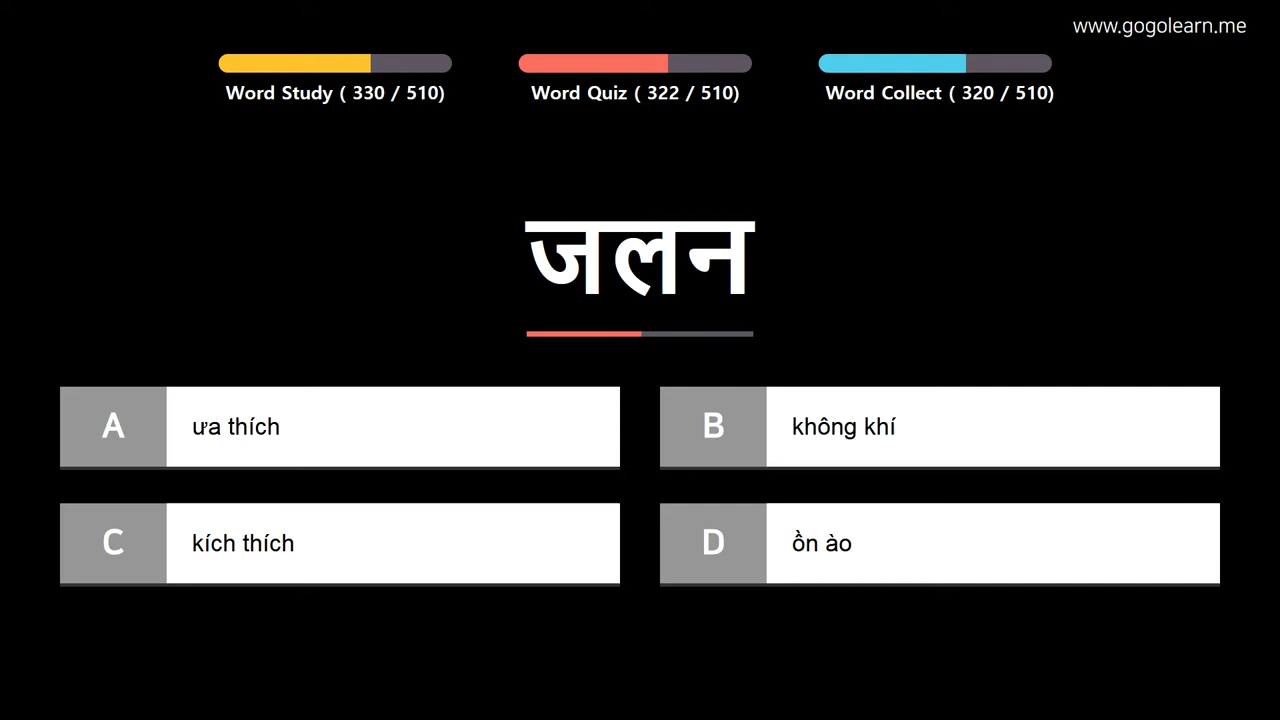 www.gogolearn.me
Word Study ( 330 / 510)
Word Quiz ( 322 / 510)
Word Collect ( 320 / 510)
जलन
A ưa thích
B không khí
C kích thích
D ồn ào